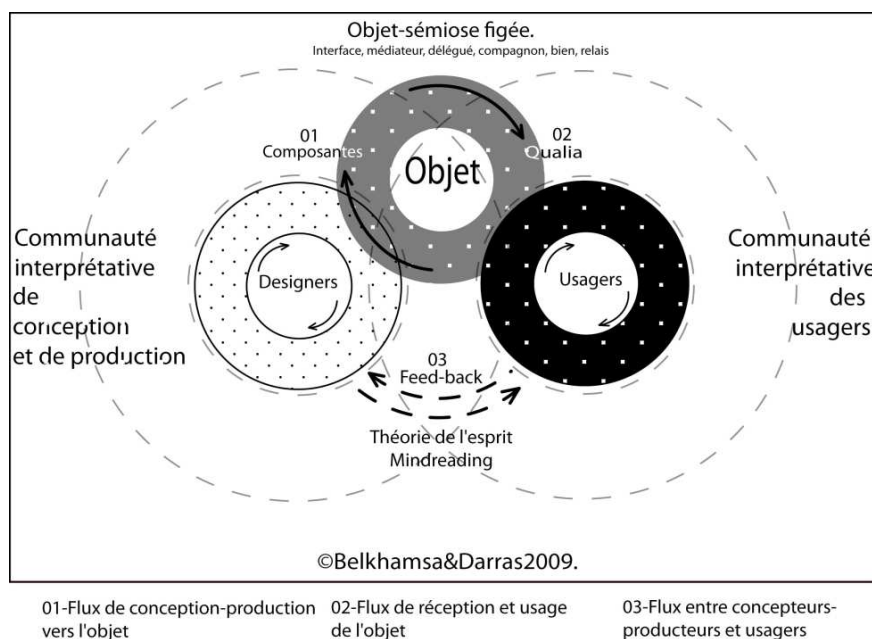 Objet-sémiose figée.
Interface, médiateur, délégué, compagnon, bien, relais
01
Composantes
02
Qualia
Objet
Communauté
interprétative
de
conception
et de production
Designers
Usagers
Communauté
interprétative
des
usagers
03
Feed-back
Théorie de l'esprit
Mindreading
©Belkhamsa&Darras2009.
01-Flux de conception-production
vers l'objet
02-Flux de réception et usage
de l'objet
03-Flux entre concepteurs-
producteurs et usagers